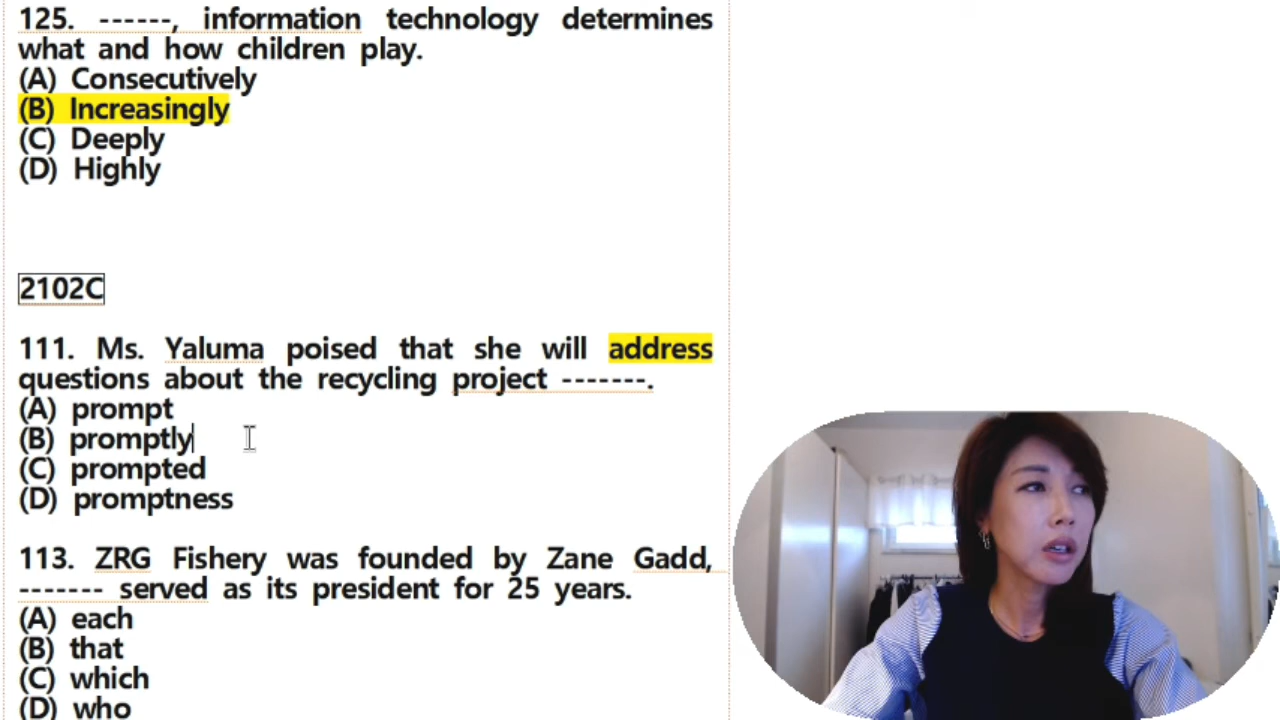 125. ------, information technology determines
what and how children play.
(A) Consecutively
(B) Increasingly
(C) Deeply
(D) Highly
2102C
111. Ms. Yaluma poised that she will address
questions about the recycling project -------.
(A) prompt
(B) promptly
(C) prompted
(D) promptness
113. ZRG Fishery was founded by Zane Gadd,
------- served as its president for 25 years.
(A) each
(B) that
(C) which
(D) who